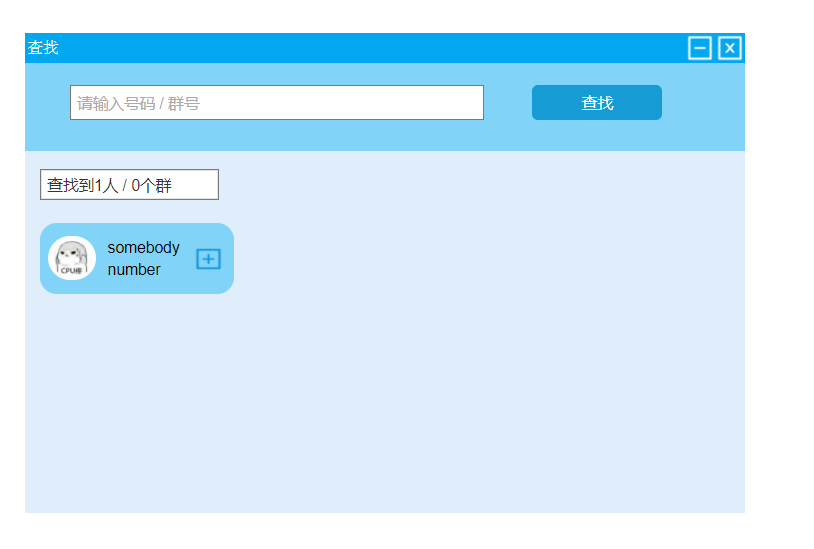 查找
请输入号码 / 群号
查找
查找到1人 / 0个群
somebody
number